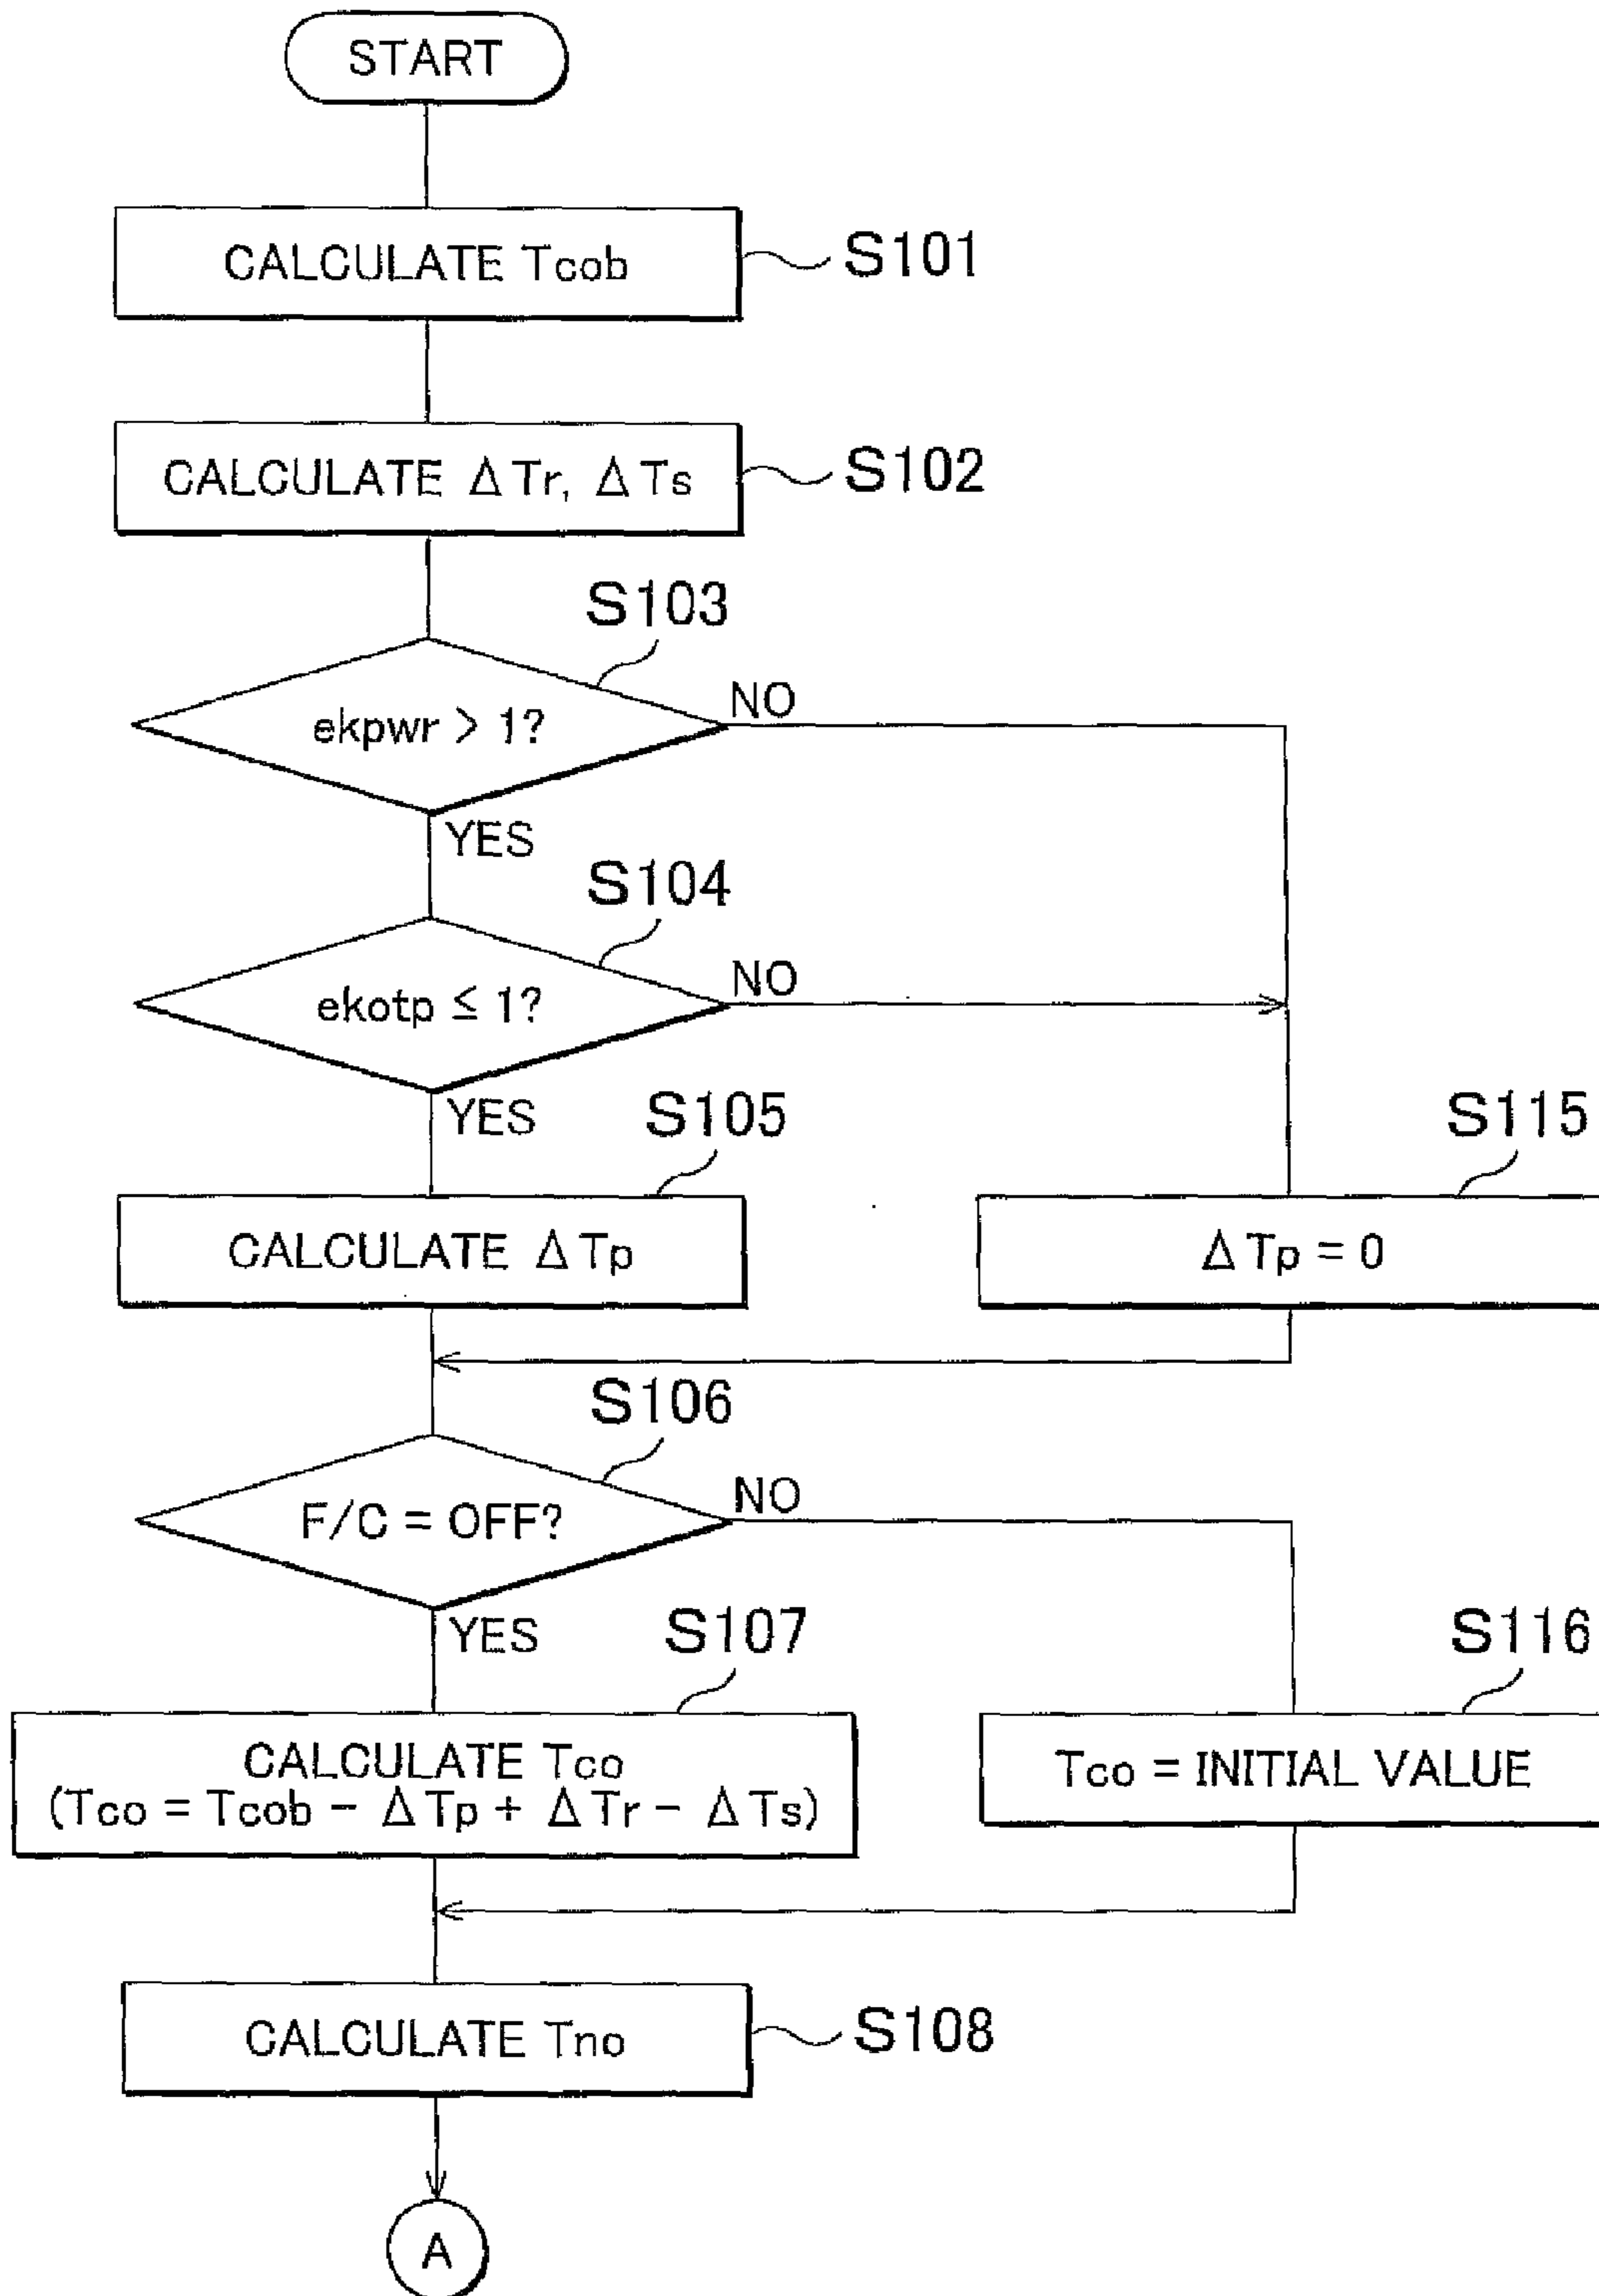 START
CALCULATE Tcob
S101
CALCULATE ΔTr, ΔTs
S102
S103
ekpwr > 1?
NO
YES
S104
ekotp ≤ 1?
NO
YES
S105
CALCULATE ΔTp
S115
ΔTp = 0
S106
F/C = OFF?
NO
YES
S107
CALCULATE Tco
(Tco = Tcob - ΔTp + ΔTr - ΔTs)
S116
Tco = INITIAL VALUE
CALCULATE Tno
S108
A